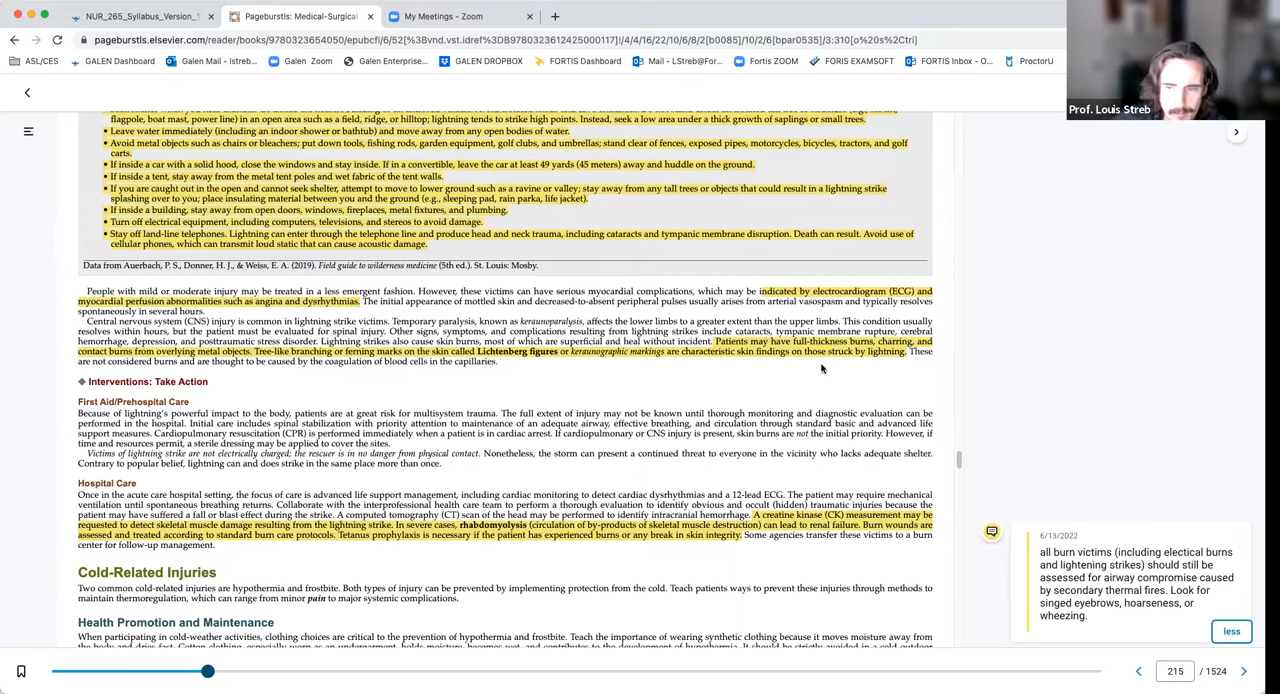 NUR_265_Syllabus_Version_
Pageburstls: Medical-Surgical
My Meetings – Zoom
pageburstls.elsevier.com/reader/books/9780323654050/epubcfi/6/52[%3Bvnd.vst.idref%3DB9780323612425000117]!/4/4/16/22/10/6/8/2[b0085]/10/2/6[bpar0535]/3:310[o%20s%2Ctri]
ASL/CES
GALEN Dashboard
Galen Mail - lstreb...
Galen Zoom
Galen Enterprise...
GALEN DROPBOX
FORTIS Dashboard
Mail – LStreb@For...
Fortis ZOOM
FORIS EXAMSOFT
FORTIS Inbox - O...
ProctorU
Prof. Louis Streb
flagpole, boat mast, power line) in an open area such as a field, ridge, or hilltop; lightning tends to strike high points. Instead, seek a low area under a thick growth of saplings or small trees.
• Leave water immediately (including an indoor shower or bathtub) and move away from any open bodies of water.
• Avoid metal objects such as chairs or bleachers; put down tools, fishing rods, garden equipment, golf clubs, and umbrellas; stand clear of fences, exposed pipes, motorcycles, bicycles, tractors, and golf
carts.
• If inside a car with a solid hood, close the windows and stay inside. If in a convertible, leave the car at least 49 yards (45 meters) away and huddle on the ground.
• If inside a tent, stay away from the metal tent poles and wet fabric of the tent walls.
• If you are caught out in the open and cannot seek shelter, attempt to move to lower ground such as a ravine or valley; stay away from any tall trees or objects that could result in a lightning strike
splashing over to you; place insulating material between you and the ground (e.g., sleeping pad, rain parka, life jacket).
• If inside a building, stay away from open doors, windows, fireplaces, metal fixtures, and plumbing.
• Turn off electrical equipment, including computers, televisions, and stereos to avoid damage.
• Stay off land-line telephones. Lightning can enter through the telephone line and produce head and neck trauma, including cataracts and tympanic membrane disruption. Death can result. Avoid use of
cellular phones, which can transmit loud static that can cause acoustic damage.
Data from Auerbach, P. S., Donner, H. J., & Weiss, E. A. (2019). Field guide to wilderness medicine (5th ed.). St. Louis: Mosby.
People with mild or moderate injury may be treated in a less emergent fashion. However, these victims can have serious myocardial complications, which may be indicated by electrocardiogram (ECG) and
myocardial perfusion abnormalities such as angina and dysrhythmias. The initial appearance of mottled skin and decreased-to-absent peripheral pulses usually arises from arterial vasospasm and typically resolves
spontaneously in several hours.
Central nervous system (CNS) injury is common in lightning strike victims. Temporary paralysis, known as keraunoparalysis, affects the lower limbs to a greater extent than the upper limbs. This condition usually
resolves within hours, but the patient must be evaluated for spinal injury. Other signs, symptoms, and complications resulting from lightning strikes include cataracts, tympanic membrane rupture, cerebral
hemorrhage, depression, and posttraumatic stress disorder. Lightning strikes also cause skin burns, most of which are superficial and heal without incident. Patients may have full-thickness burns, charring, and
contact burns from overlying metal objects. Tree-like branching or ferning marks on the skin called Lichtenberg figures or keraunographic markings are characteristic skin findings on those struck by lightning. These
are not considered burns and are thought to be caused by the coagulation of blood cells in the capillaries.
◆ Interventions: Take Action
First Aid/Prehospital Care
Because of lightning's powerful impact to the body, patients are at great risk for multisystem trauma. The full extent of injury may not be known until thorough monitoring and diagnostic evaluation can be
performed in the hospital. Initial care includes spinal stabilization with priority attention to maintenance of an adequate airway, effective breathing, and circulation through standard basic and advanced life
support measures. Cardiopulmonary resuscitation (CPR) is performed immediately when a patient is in cardiac arrest. If cardiopulmonary or CNS injury is present, skin burns are not the initial priority. However, if
time and resources permit, a sterile dressing may be applied to cover the sites.
Victims of lightning strike are not electrically charged; the rescuer is in no danger from physical contact. Nonetheless, the storm can present a continued threat to everyone in the vicinity who lacks adequate shelter.
Contrary to popular belief, lightning can and does strike in the same place more than once.
Hospital Care
Once in the acute care hospital setting, the focus of care is advanced life support management, including cardiac monitoring to detect cardiac dysrhythmias and a 12-lead ECG. The patient may require mechanical
ventilation until spontaneous breathing returns. Collaborate with the interprofessional health care team to perform a thorough evaluation to identify obvious and occult (hidden) traumatic injuries because the
patient may have suffered a fall or blast effect during the strike. A computed tomography (CT) scan of the head may be performed to identify intracranial hemorrhage. A creatine kinase (CK) measurement may be
requested to detect skeletal muscle damage resulting from the lightning strike. In severe cases, rhabdomyolysis (circulation of by-products of skeletal muscle destruction) can lead to renal failure. Burn wounds are
assessed and treated according to standard burn care protocols. Tetanus prophylaxis is necessary if the patient has experienced burns or any break in skin integrity. Some agencies transfer these victims to a burn
center for follow-up management.
Cold-Related Injuries
Two common cold-related injuries are hypothermia and frostbite. Both types of injury can be prevented by implementing protection from the cold. Teach patients ways to prevent these injuries through methods to
maintain thermoregulation, which can range from minor pain to major systemic complications.
Health Promotion and Maintenance
When participating in cold-weather activities, clothing choices are critical to the prevention of hypothermia and frostbite. Teach the importance of wearing synthetic clothing because it moves moisture away from
6/13/2022
all burn victims (including electical burns
and lightening strikes) should still be
assessed for airway compromise caused
by secondary thermal fires. Look for
singed eyebrows, hoarseness, or
wheezing.
less
215 / 1524